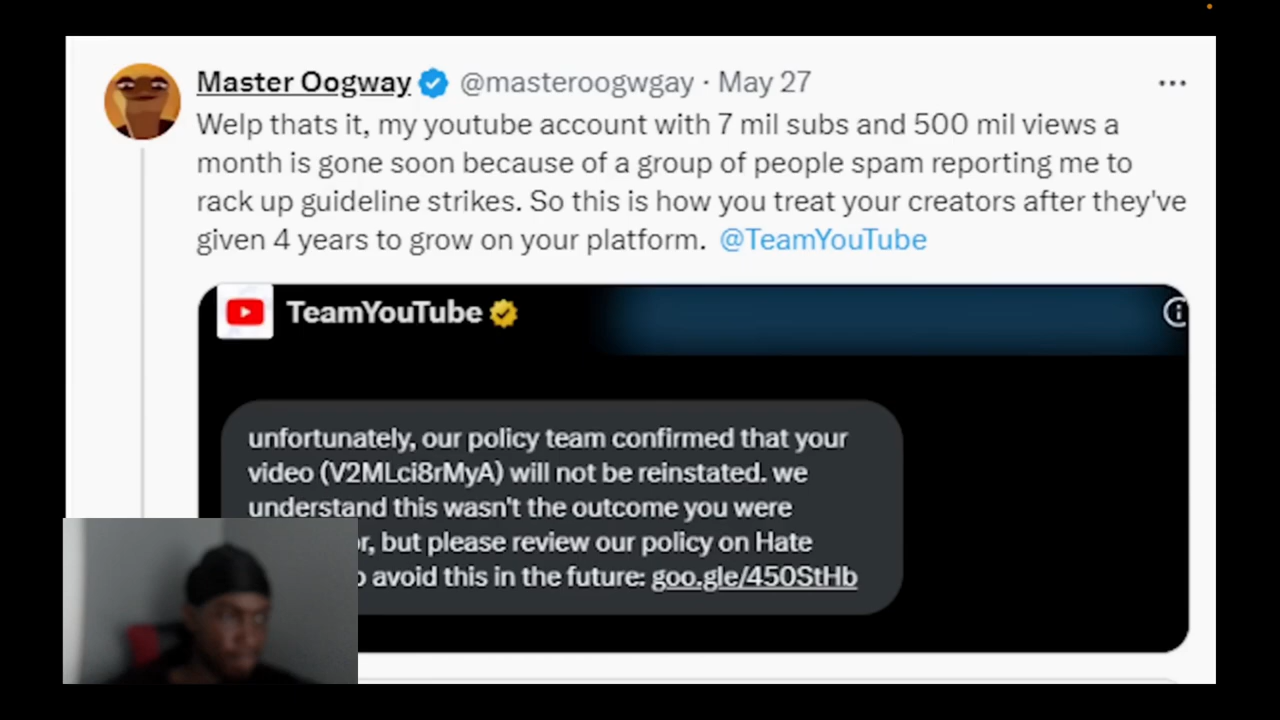 Master Oogway @masteroogwgay · May 27
Welp thats it, my youtube account with 7 mil subs and 500 mil views a
month is gone soon because of a group of people spam reporting me to
rack up guideline strikes. So this is how you treat your creators after they've
given 4 years to grow on your platform. @TeamYouTube
TeamYouTube
unfortunately, our policy team confirmed that your
video (V2MLci8rMyA) will not be reinstated. we
understand this wasn't the outcome you were
but please review our policy on Hate
avoid this in the future: goo.gle/450StHb